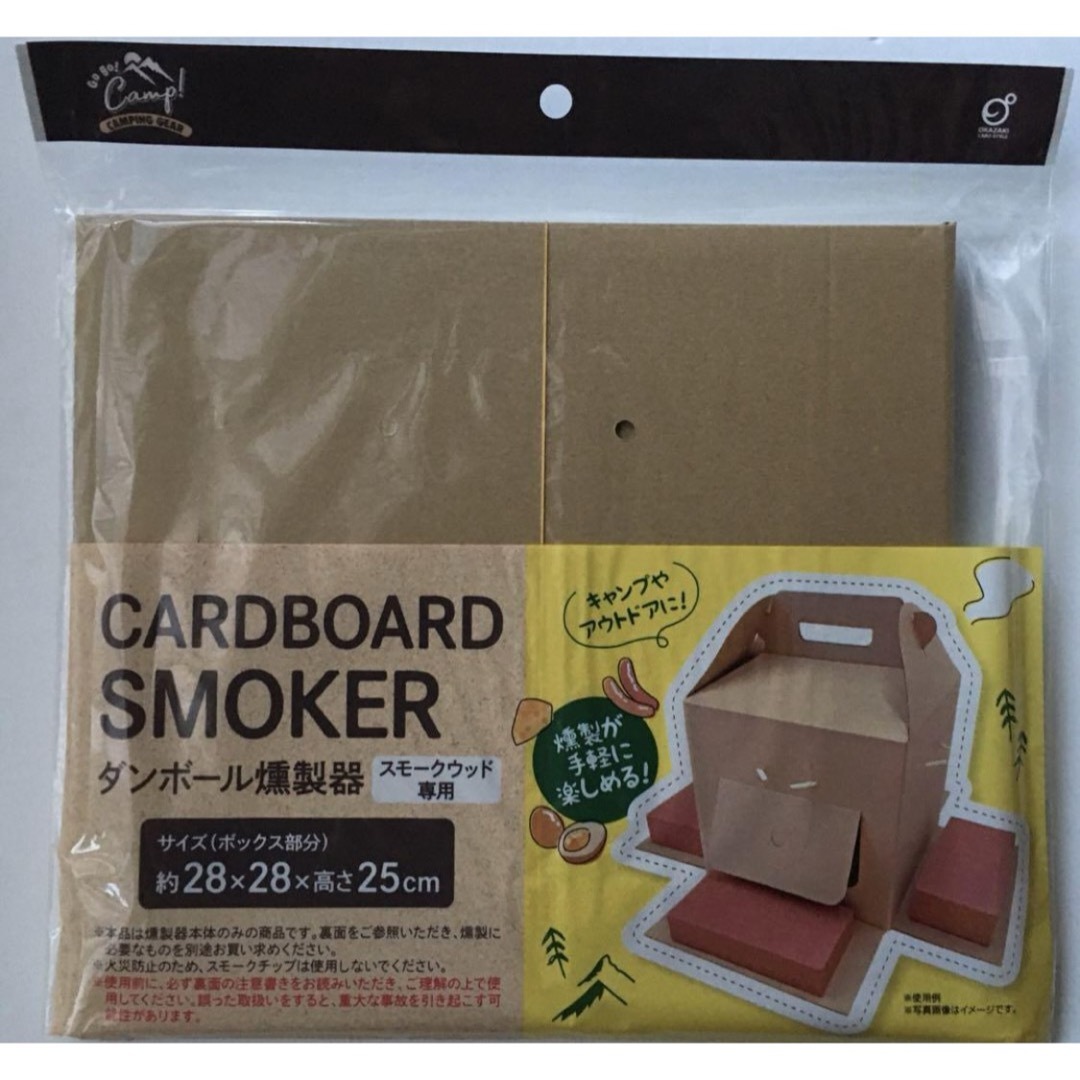 Go Go!
Camp!
CAMPING GEAR
OKAZAKI
キャンプや
アウトドアに!
CARDBOARD
SMOKER
ダンボール燻製器
スモークウッド
専用
燻製が
手軽に
楽しめる!
サイズ(ボックス部分)
約28×28×高さ25cm
※本品は燻製器本体のみの商品です。裏面をご参照いただき、燻製に
必要なものを別途お買い求めください。
※火災防止のため、スモークチップは使用しないでください。
※使用前に、必ず裏面の注意書きをお読みいただき、ご理解の上で使
用してください。誤った取扱いをすると、重大な事故を引き起こす可
能性があります。
※使用例
※写真画像はイメージです。